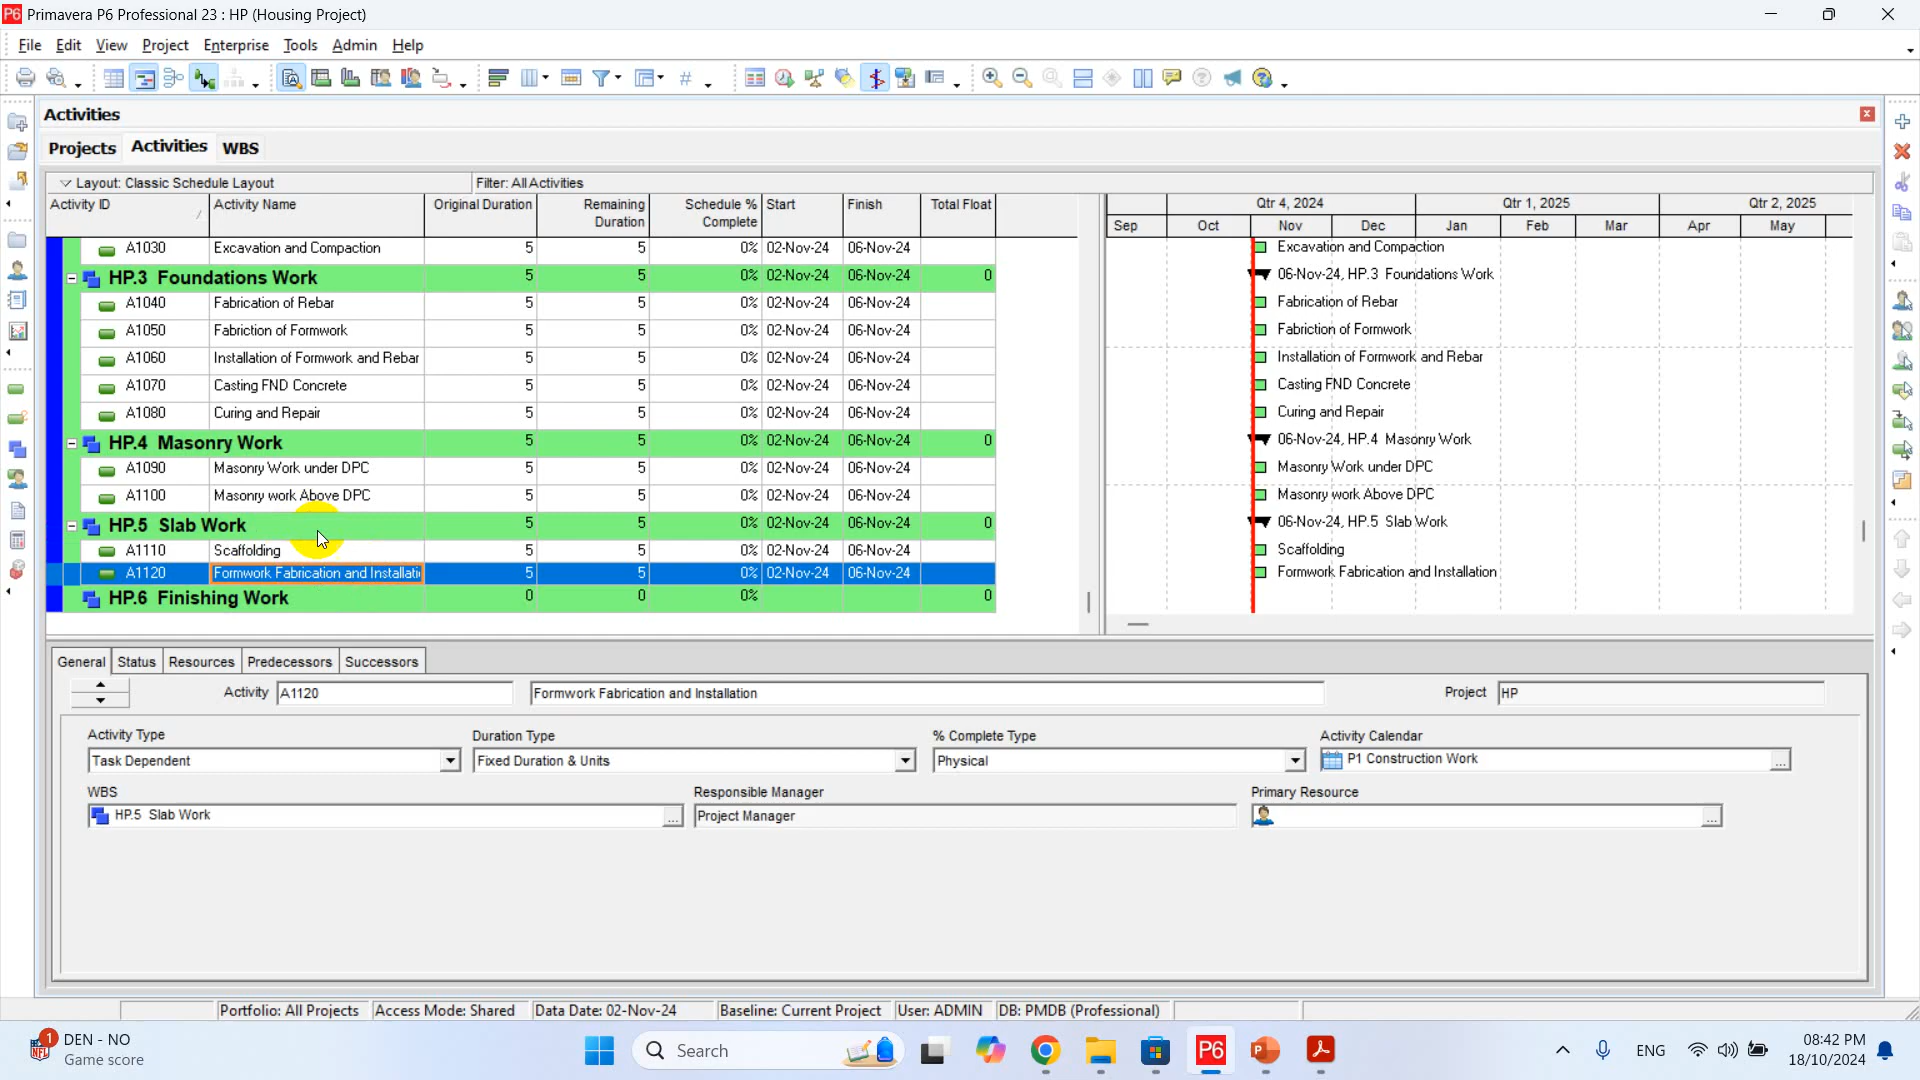 P6 Primavera P6 Professional 23 : HP (Housing Project)
File Edit View Project Enterprise Tools Admin Help
Activities
Projects Activities WBS
Layout: Classic Schedule Layout Filter: All Activities
Activity ID Activity Name Original Duration Remaining Duration Schedule % Complete Start Finish Total Float
Qtr 4, 2024 Qtr 1, 2025 Qtr 2, 2025
Sep Oct Nov Dec Jan Feb Mar Apr May
A1030 Excavation and Compaction 5 5 0% 02-Nov-24 06-Nov-24 Excavation and Compaction
HP.3 Foundations Work 5 5 0% 02-Nov-24 06-Nov-24 0 06-Nov-24, HP.3 Foundations Work
A1040 Fabrication of Rebar 5 5 0% 02-Nov-24 06-Nov-24 Fabrication of Rebar
A1050 Fabriction of Formwork 5 5 0% 02-Nov-24 06-Nov-24 Fabriction of Formwork
A1060 Installation of Formwork and Rebar 5 5 0% 02-Nov-24 06-Nov-24 Installation of Formwork and Rebar
A1070 Casting FND Concrete 5 5 0% 02-Nov-24 06-Nov-24 Casting FND Concrete
A1080 Curing and Repair 5 5 0% 02-Nov-24 06-Nov-24 Curing and Repair
HP.4 Masonry Work 5 5 0% 02-Nov-24 06-Nov-24 0 06-Nov-24, HP.4 Masonry Work
A1090 Masonry Work under DPC 5 5 0% 02-Nov-24 06-Nov-24 Masonry Work under DPC
A1100 Masonry work Above DPC 5 5 0% 02-Nov-24 06-Nov-24 Masonry work Above DPC
HP.5 Slab Work 5 5 0% 02-Nov-24 06-Nov-24 0 06-Nov-24, HP.5 Slab Work
A1110 Scaffolding 5 5 0% 02-Nov-24 06-Nov-24 Scaffolding
A1120 Formwork Fabrication and Installati 5 5 0% 02-Nov-24 06-Nov-24 Formwork Fabrication and Installation
HP.6 Finishing Work 0 0 0% 0
General Status Resources Predecessors Successors
Activity A1120 Formwork Fabrication and Installation Project HP
Activity Type Duration Type % Complete Type Activity Calendar
Task Dependent Fixed Duration & Units Physical P1 Construction Work ...
WBS Responsible Manager Primary Resource
HP.5 Slab Work ... Project Manager ...
Portfolio: All Projects Access Mode: Shared Data Date: 02-Nov-24 Baseline: Current Project User: ADMIN DB: PMDB (Professional)
1 DEN - NO
Game score
Search
P6
ENG
08:42 PM
18/10/2024